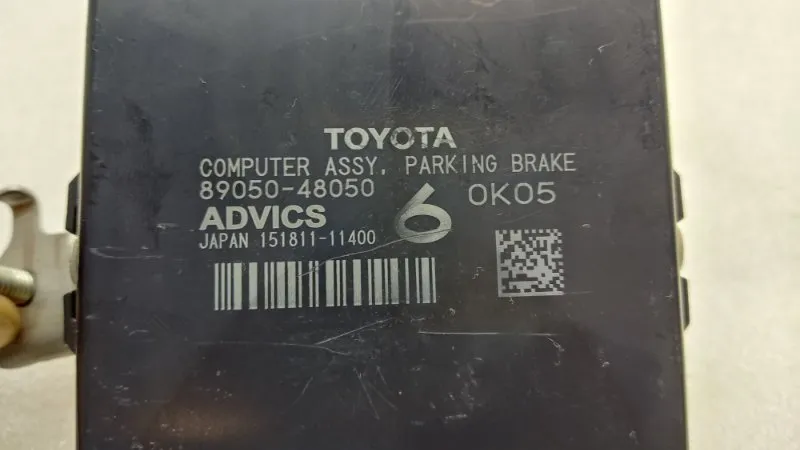 TOYOTA
COMPUTER ASSY, PARKING BRAKE
89050-48050
6
0K05
ADVICS
JAPAN 151811-11400